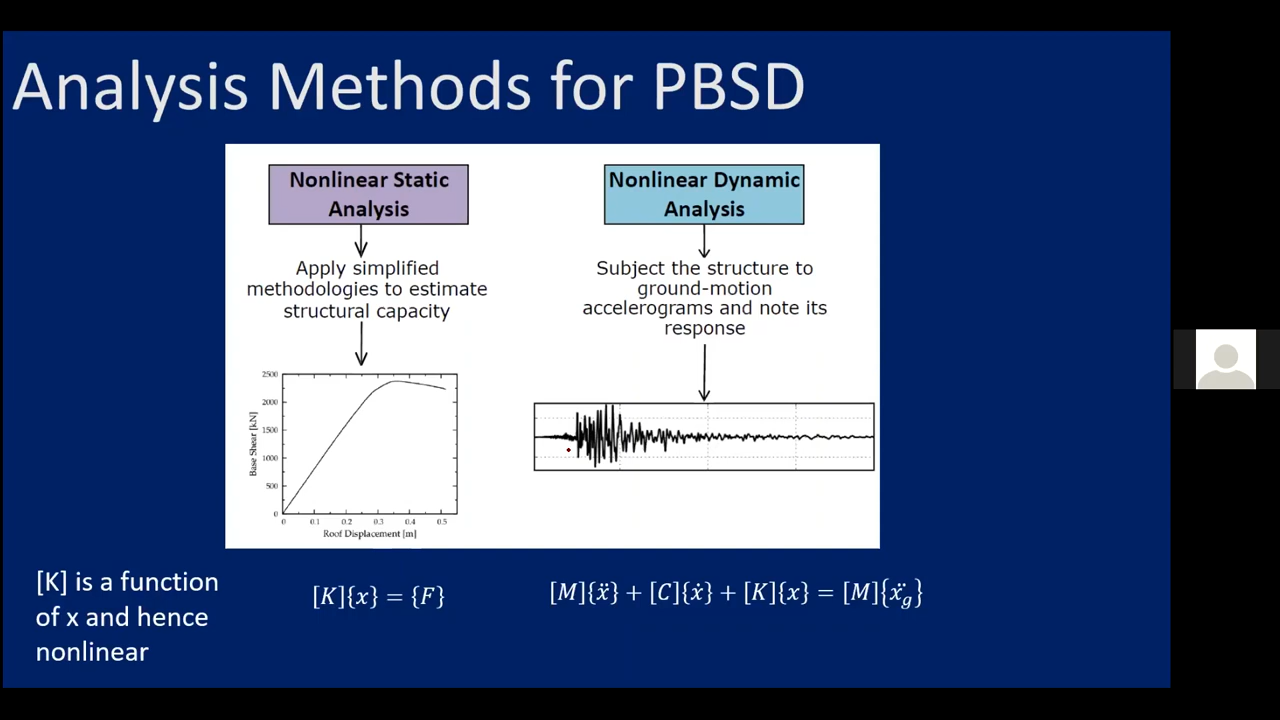 Analysis Methods for PBSD
Nonlinear Static
Analysis
Apply simplified
methodologies to estimate
structural capacity
2500
2000
1500
1000
500
0
Base Shear [kN]
0 0.1 0.2 0.3 0.4 0.5
Roof Displacement [m]
Nonlinear Dynamic
Analysis
Subject the structure to
ground-motion
accelerograms and note its
response
[K] is a function
of x and hence
nonlinear
[K]{x} = {F}
[M]{ẍ} + [C]{ẋ} + [K]{x} = [M]{ẍ_g}